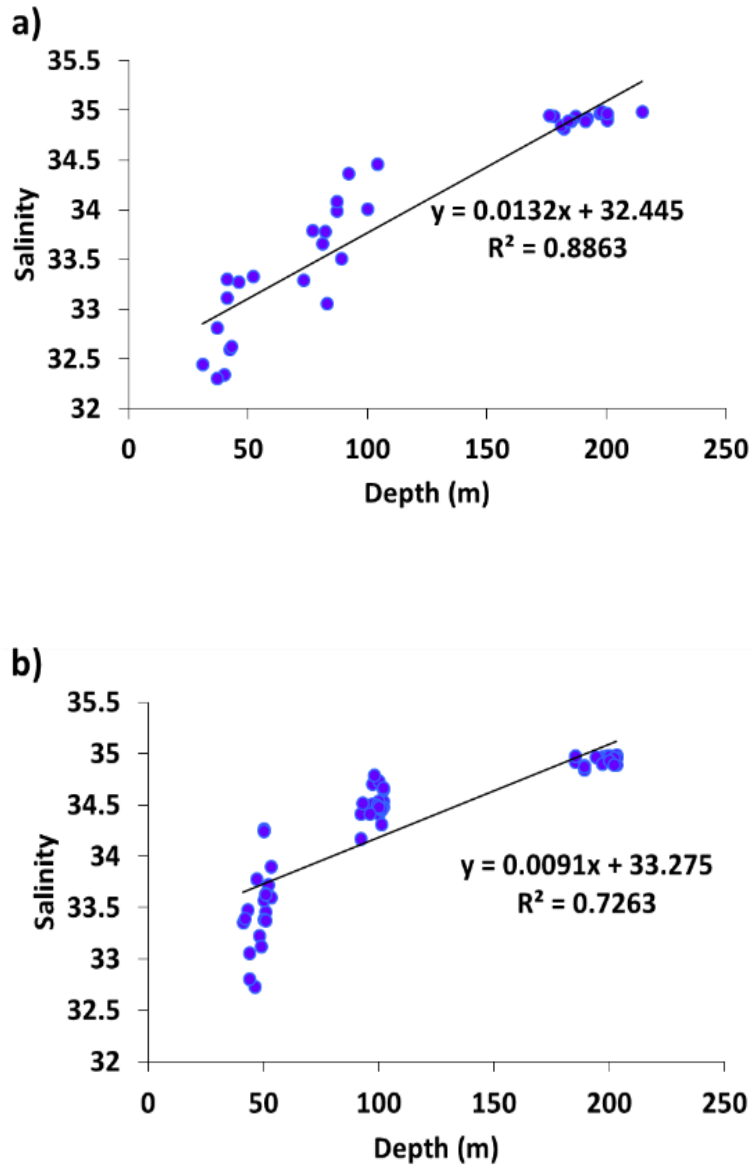 a)
35.5
35
34.5
34
33.5
33
32.5
32
Salinity
y = 0.0132x + 32.445
R² = 0.8863
0 50 100 150 200 250
Depth (m)
b)
35.5
35
34.5
34
33.5
33
32.5
32
Salinity
y = 0.0091x + 33.275
R² = 0.7263
0 50 100 150 200 250
Depth (m)